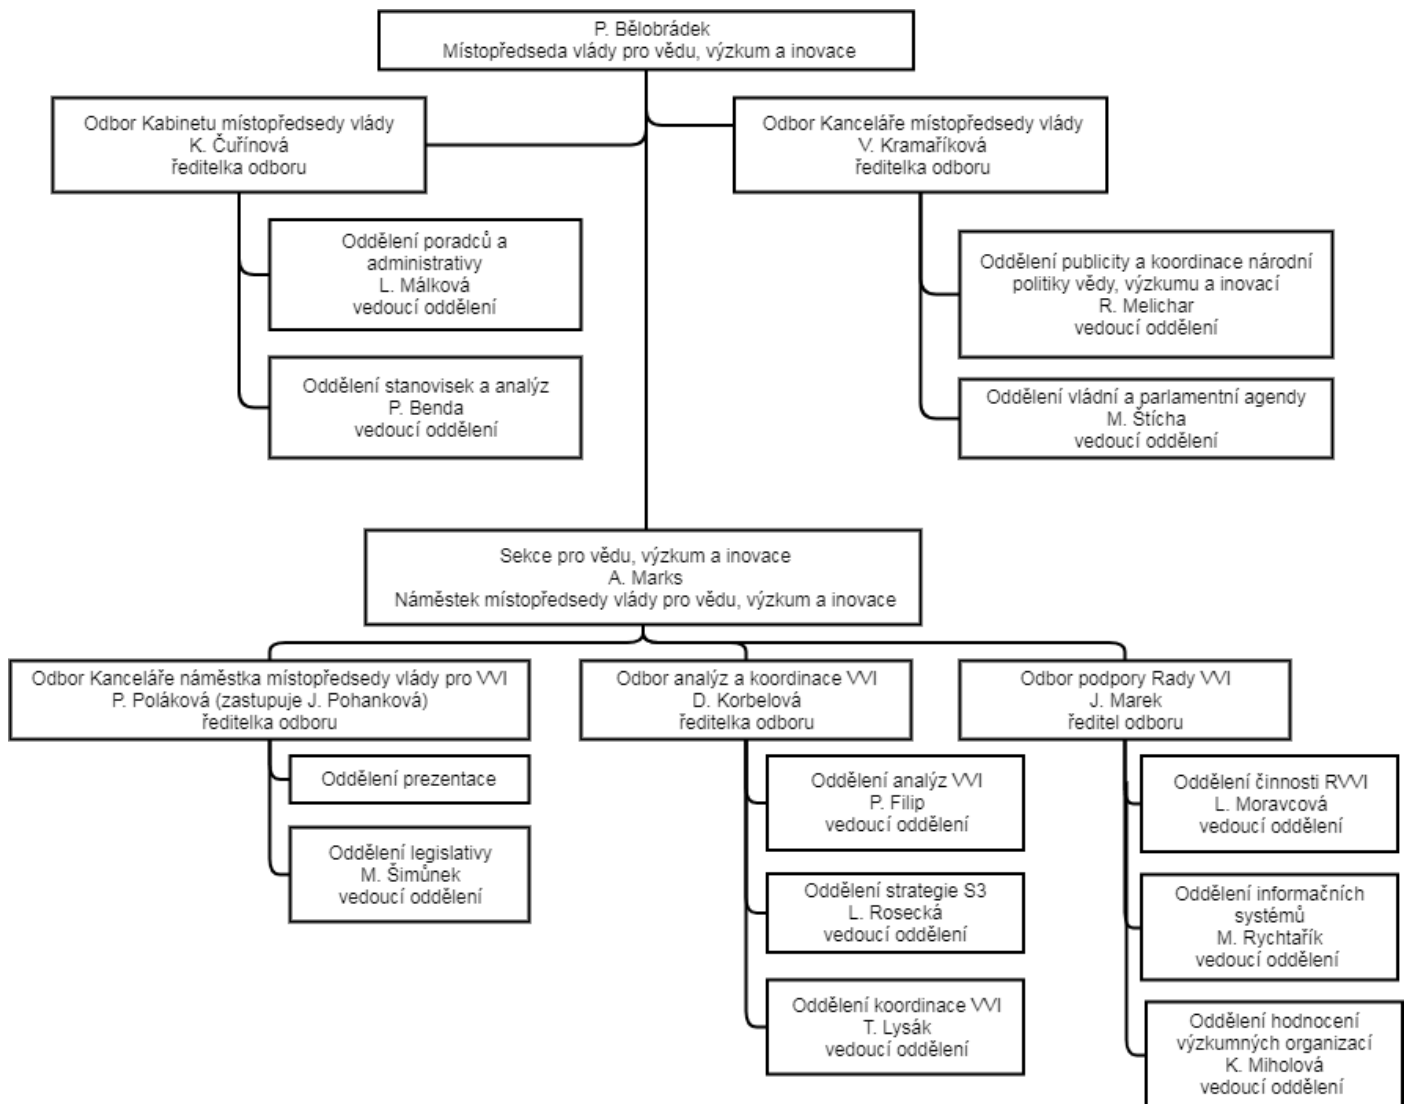 P. Bělobrádek
Místopředseda vlády pro vědu, výzkum a inovace
Odbor Kabinetu místopředsedy vlády
K. Čuřínová
ředitelka odboru
Odbor Kanceláře místopředsedy vlády
V. Kramaříková
ředitelka odboru
Oddělení poradců a
administrativy
L. Málková
vedoucí oddělení
Oddělení stanovisek a analýz
P. Benda
vedoucí oddělení
Oddělení publicity a koordinace národní
politiky vědy, výzkumu a inovací
R. Melichar
vedoucí oddělení
Oddělení vládní a parlamentní agendy
M. Štícha
vedoucí oddělení
Sekce pro vědu, výzkum a inovace
A. Marks
Náměstek místopředsedy vlády pro vědu, výzkum a inovace
Odbor Kanceláře náměstka místopředsedy vlády pro VVI
P. Poláková (zastupuje J. Pohanková)
ředitelka odboru
Oddělení prezentace
Oddělení legislativy
M. Šimůnek
vedoucí oddělení
Odbor analýz a koordinace VVI
D. Korbelová
ředitelka odboru
Oddělení analýz VVI
P. Filip
vedoucí oddělení
Oddělení strategie S3
L. Rosecká
vedoucí oddělení
Oddělení koordinace VVI
T. Lysák
vedoucí oddělení
Odbor podpory Rady VVI
J. Marek
ředitel odboru
Oddělení činnosti RVVI
L. Moravcová
vedoucí oddělení
Oddělení informačních
systémů
M. Rychtařík
vedoucí oddělení
Oddělení hodnocení
výzkumných organizací
K. Miholová
vedoucí oddělení